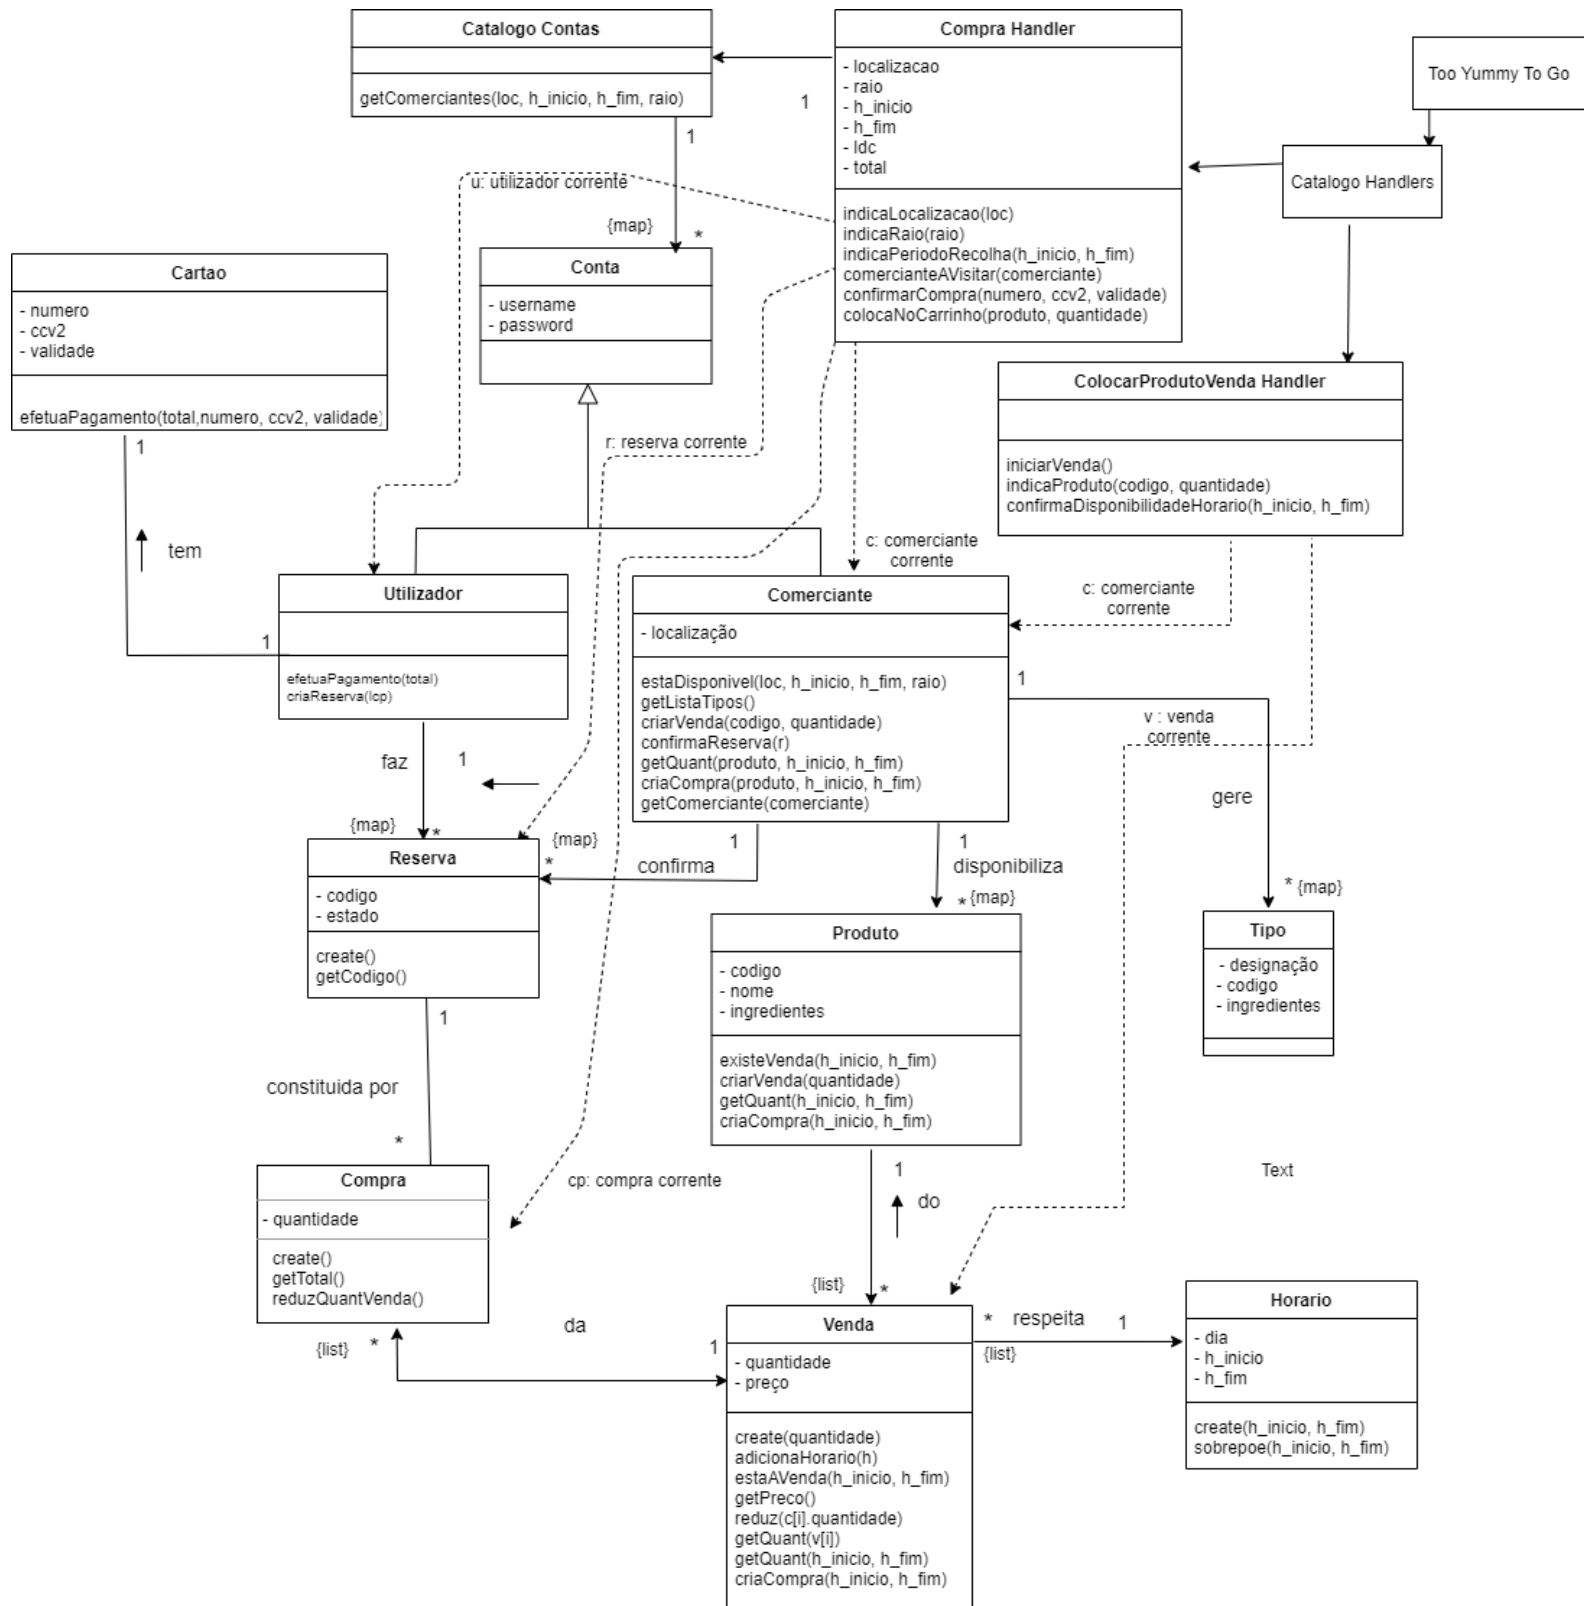 Catalogo Contas
getComerciantes(loc, h_inicio, h_fim, raio)
Compra Handler
- localizacao
- raio
- h_inicio
- h_fim
- ldc
- total
indicaLocalizacao(loc)
indicaRaio(raio)
indicaPeriodoRecolha(h_inicio, h_fim)
comercianteAVisitar(comerciante)
confirmarCompra(numero, ccv2, validade)
colocaNoCarrinho(produto, quantidade)
Too Yummy To Go
Catalogo Handlers
1
1
u: utilizador corrente
{map}
*
Cartao
- numero
- ccv2
- validade
efetuaPagamento(total,numero, ccv2, validade)
Conta
- username
- password
ColocarProdutoVenda Handler
iniciarVenda()
indicaProduto(codigo, quantidade)
confirmaDisponibilidadeHorario(h_inicio, h_fim)
1
r: reserva corrente
tem
c: comerciante
corrente
c: comerciante
corrente
1
Utilizador
efetuaPagamento(total)
criaReserva(lcp)
Comerciante
- localização
estaDisponivel(loc, h_inicio, h_fim, raio)
getListaTipos()
criarVenda(codigo, quantidade)
confirmaReserva(r)
getQuant(produto, h_inicio, h_fim)
criaCompra(produto, h_inicio, h_fim)
getComerciante(comerciante)
1
v : venda
corrente
faz
1
gere
{map}
*
{map}
*
1
confirma
1
disponibiliza
* {map}
* {map}
Reserva
- codigo
- estado
create()
getCodigo()
Produto
- codigo
- nome
- ingredientes
existeVenda(h_inicio, h_fim)
criarVenda(quantidade)
getQuant(h_inicio, h_fim)
criaCompra(h_inicio, h_fim)
Tipo
- designação
- codigo
- ingredientes
1
constituida por
*
Compra
- quantidade
create()
getTotal()
reduzQuantVenda()
cp: compra corrente
1
do
Text
{list}
*
{list}
*
da
1
Venda
- quantidade
- preço
create(quantidade)
adicionaHorario(h)
estaAVenda(h_inicio, h_fim)
getPreco()
reduz(c[i].quantidade)
getQuant(v[i])
getQuant(h_inicio, h_fim)
criaCompra(h_inicio, h_fim)
* respeita
1
{list}
Horario
- dia
- h_inicio
- h_fim
create(h_inicio, h_fim)
sobrepoe(h_inicio, h_fim)